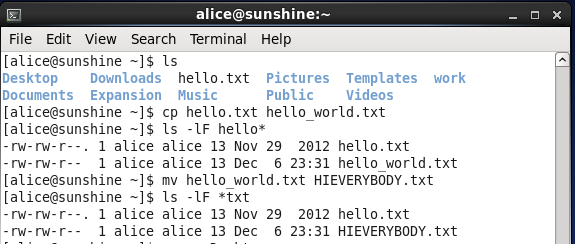 alice@sunshine:~
File Edit View Search Terminal Help
[alice@sunshine ~]$ ls
Desktop    Downloads  hello.txt  Pictures  Templates  work
Documents  Expansion  Music      Public    Videos
[alice@sunshine ~]$ cp hello.txt hello_world.txt
[alice@sunshine ~]$ ls -lF hello*
-rw-rw-r--. 1 alice alice 13 Nov 29  2012 hello.txt
-rw-rw-r--. 1 alice alice 13 Dec  6 23:31 hello_world.txt
[alice@sunshine ~]$ mv hello_world.txt HIEVERYBODY.txt
[alice@sunshine ~]$ ls -lF *txt
-rw-rw-r--. 1 alice alice 13 Nov 29  2012 hello.txt
-rw-rw-r--. 1 alice alice 13 Dec  6 23:31 HIEVERYBODY.txt